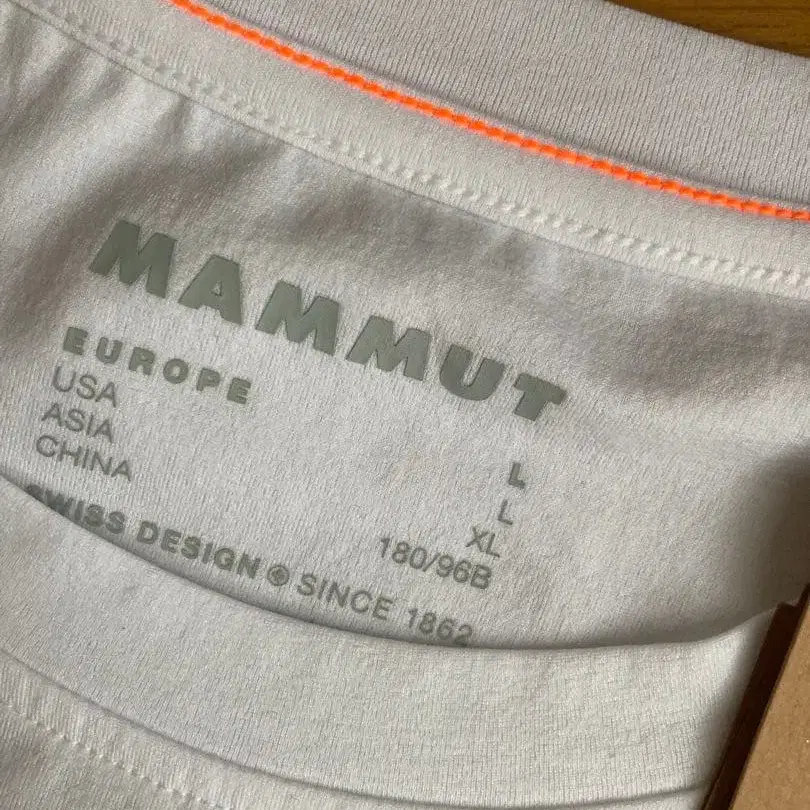 MAMMUT
EUROPE L
USA L
ASIA XL
CHINA 180/96B
SWISS DESIGN SINCE 1862